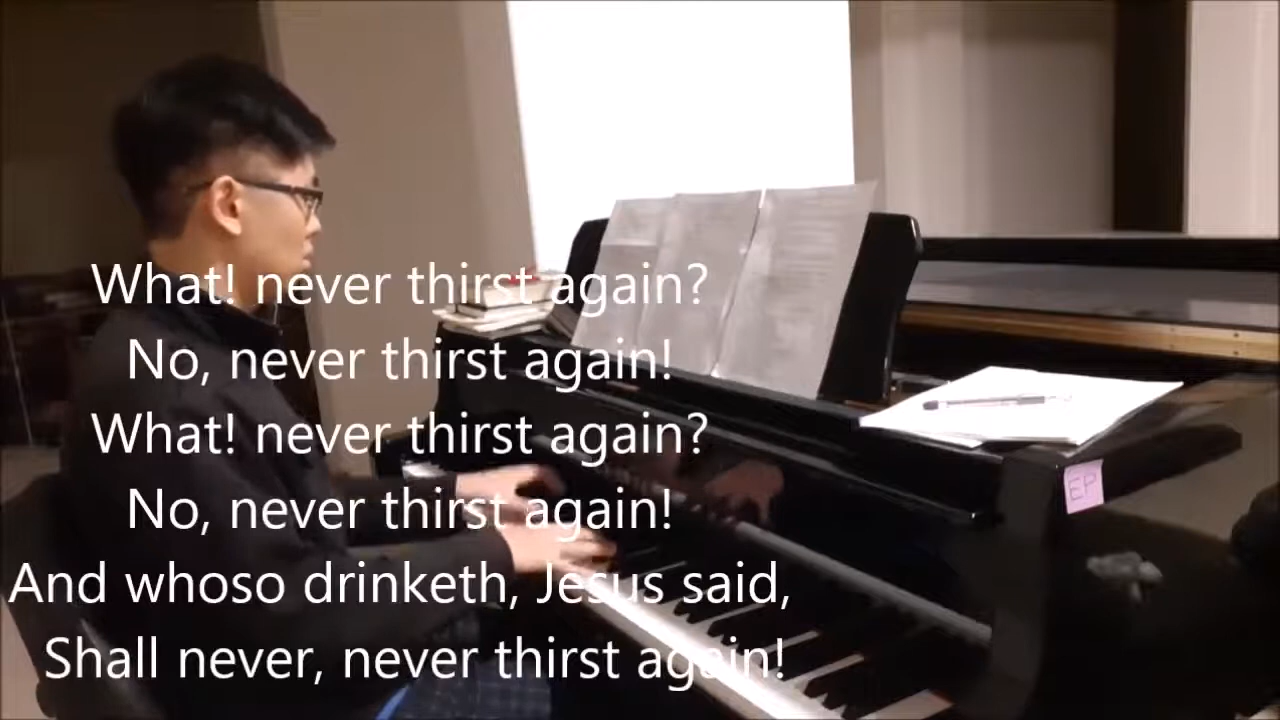 What! never thirst again?
No, never thirst again!
What! never thirst again?
No, never thirst again!
And whoso drinketh, Jesus said,
Shall never, never thirst again!
EP